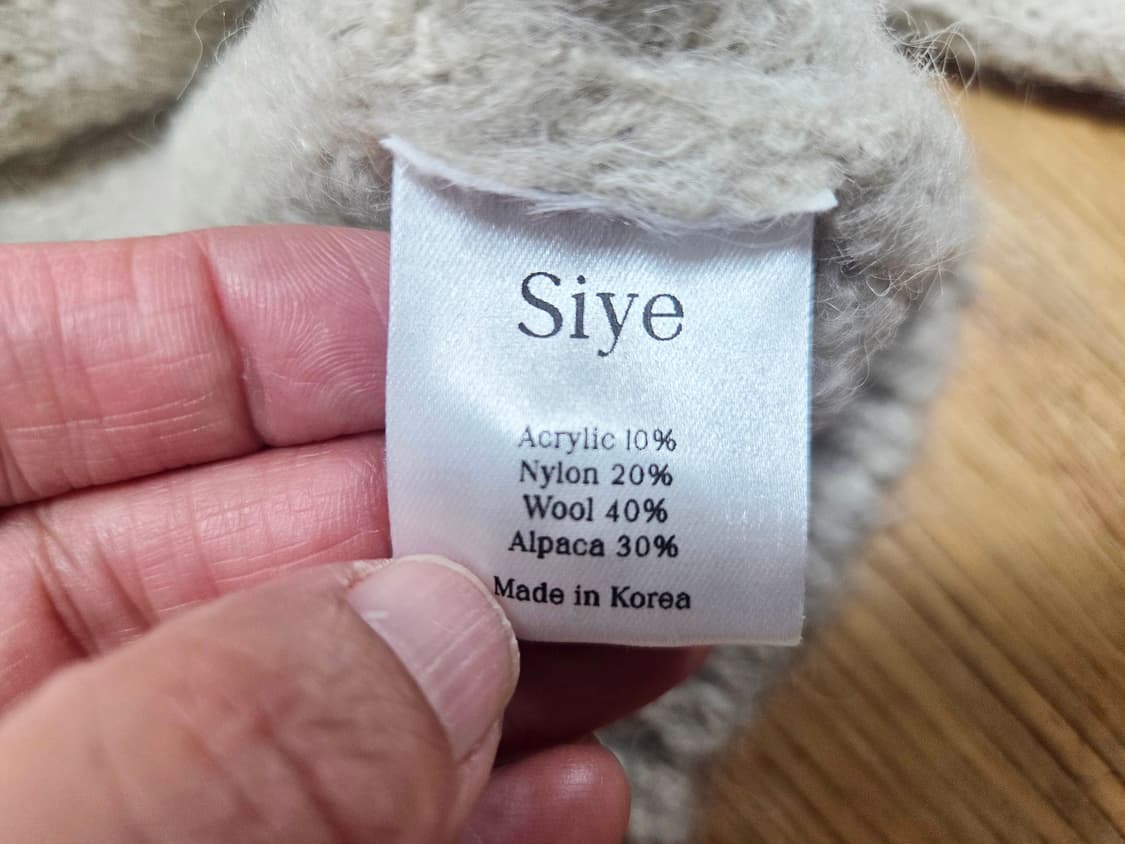 Siye
Acrylic 10%
Nylon 20%
Wool 40%
Alpaca 30%
Made in Korea